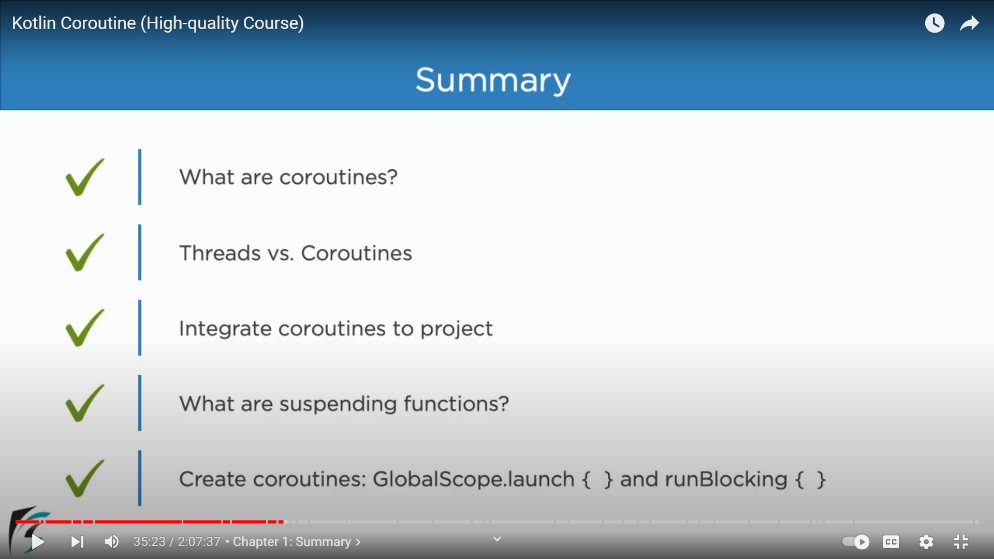 Kotlin Coroutine (High-quality Course)
Summary
What are coroutines?
Threads vs. Coroutines
Integrate coroutines to project
What are suspending functions?
Create coroutines: GlobalScope.launch { } and runBlocking { }
35:23 / 2:07:37 • Chapter 1: Summary >
CC